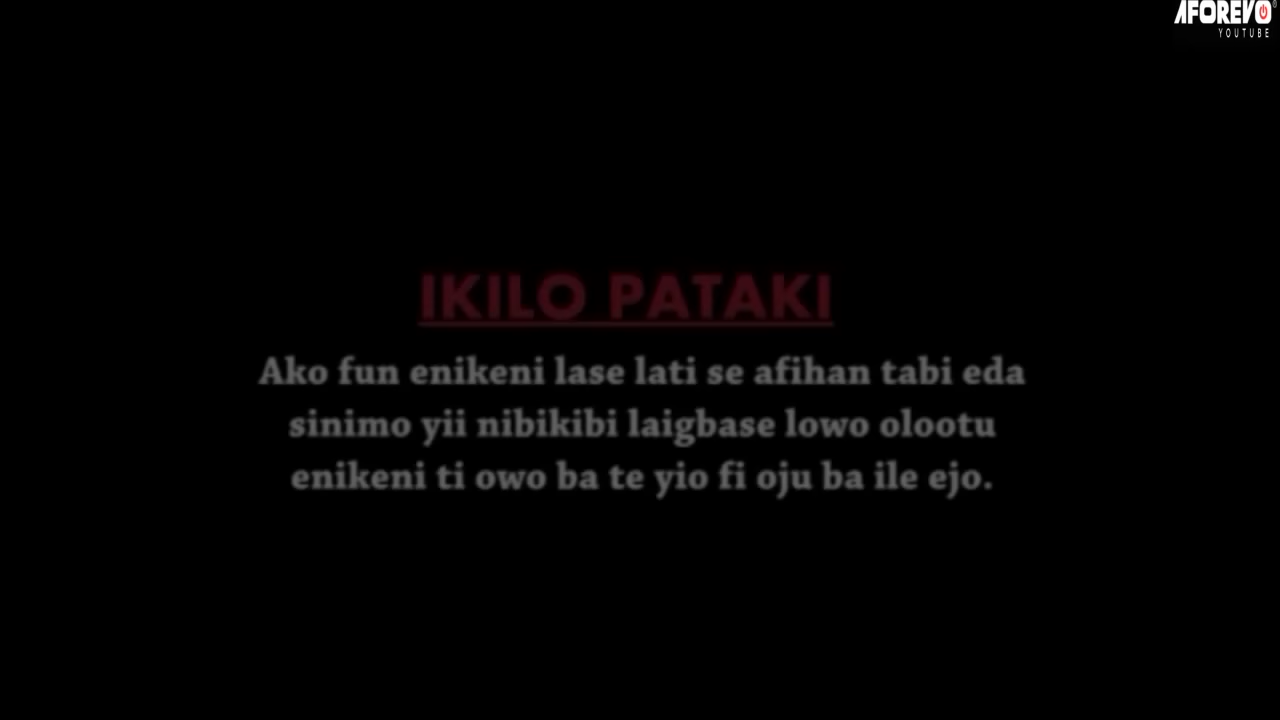 AFOREVO
YOUTUBE
IKILO PATAKI
Ako fun enikeni lase lati se afihan tabi eda
sinimo yii nibikibi laigbase lowo olootu
enikeni ti owo ba te yio fi oju ba ile ejo.